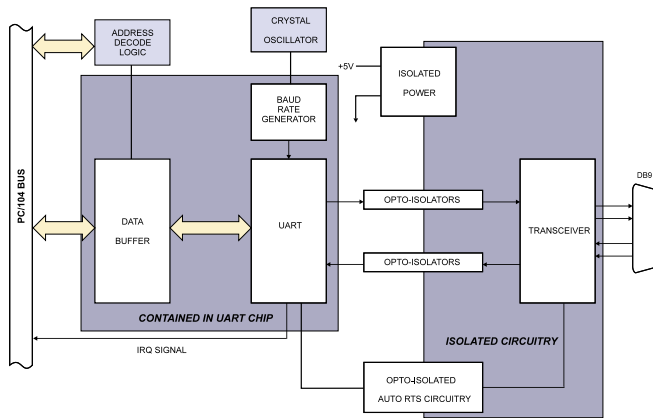 ADDRESS
DECODE
LOGIC
CRYSTAL
OSCILLATOR
+5V
ISOLATED
POWER
BAUD
RATE
GENERATOR
PC/104 BUS
DATA
BUFFER
UART
OPTO-ISOLATORS
OPTO-ISOLATORS
TRANSCEIVER
DB9
CONTAINED IN UART CHIP
ISOLATED CIRCUITRY
IRQ SIGNAL
OPTO-ISOLATED
AUTO RTS CIRCUITRY